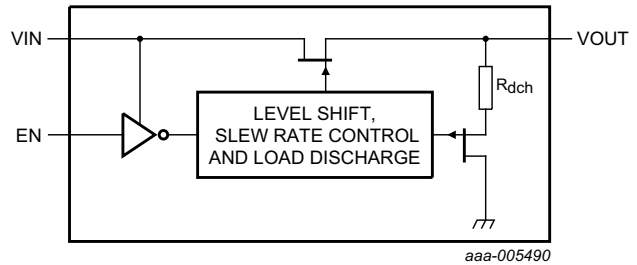 VIN
VOUT
Rdch
EN
LEVEL SHIFT,
SLEW RATE CONTROL
AND LOAD DISCHARGE
aaa-005490